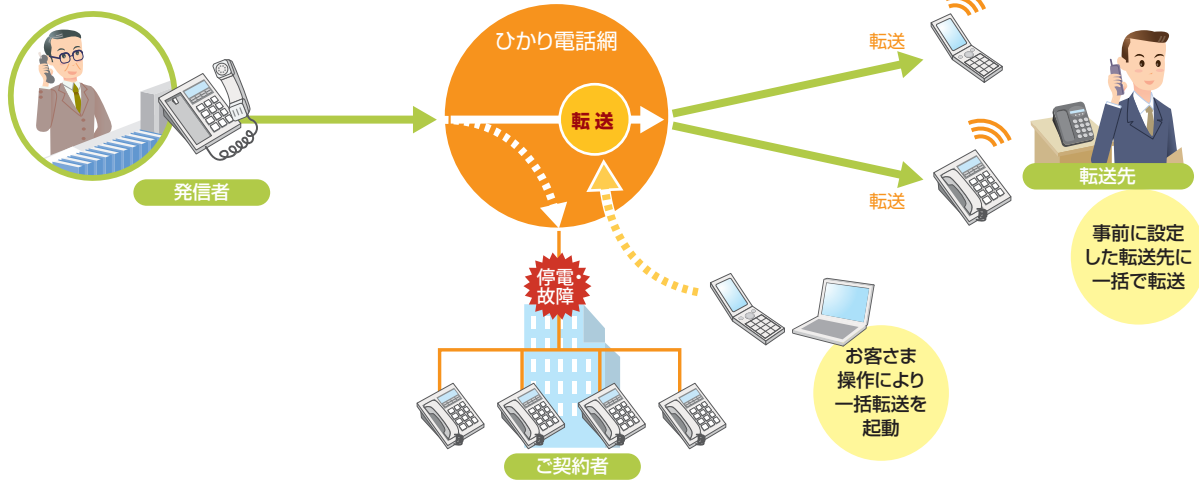 ひかり電話網
転送
転送
転送
発信者
転送先
事前に設定
した転送先に
一括で転送
停電・
故障
お客さま
操作により
一括転送を
起動
ご契約者